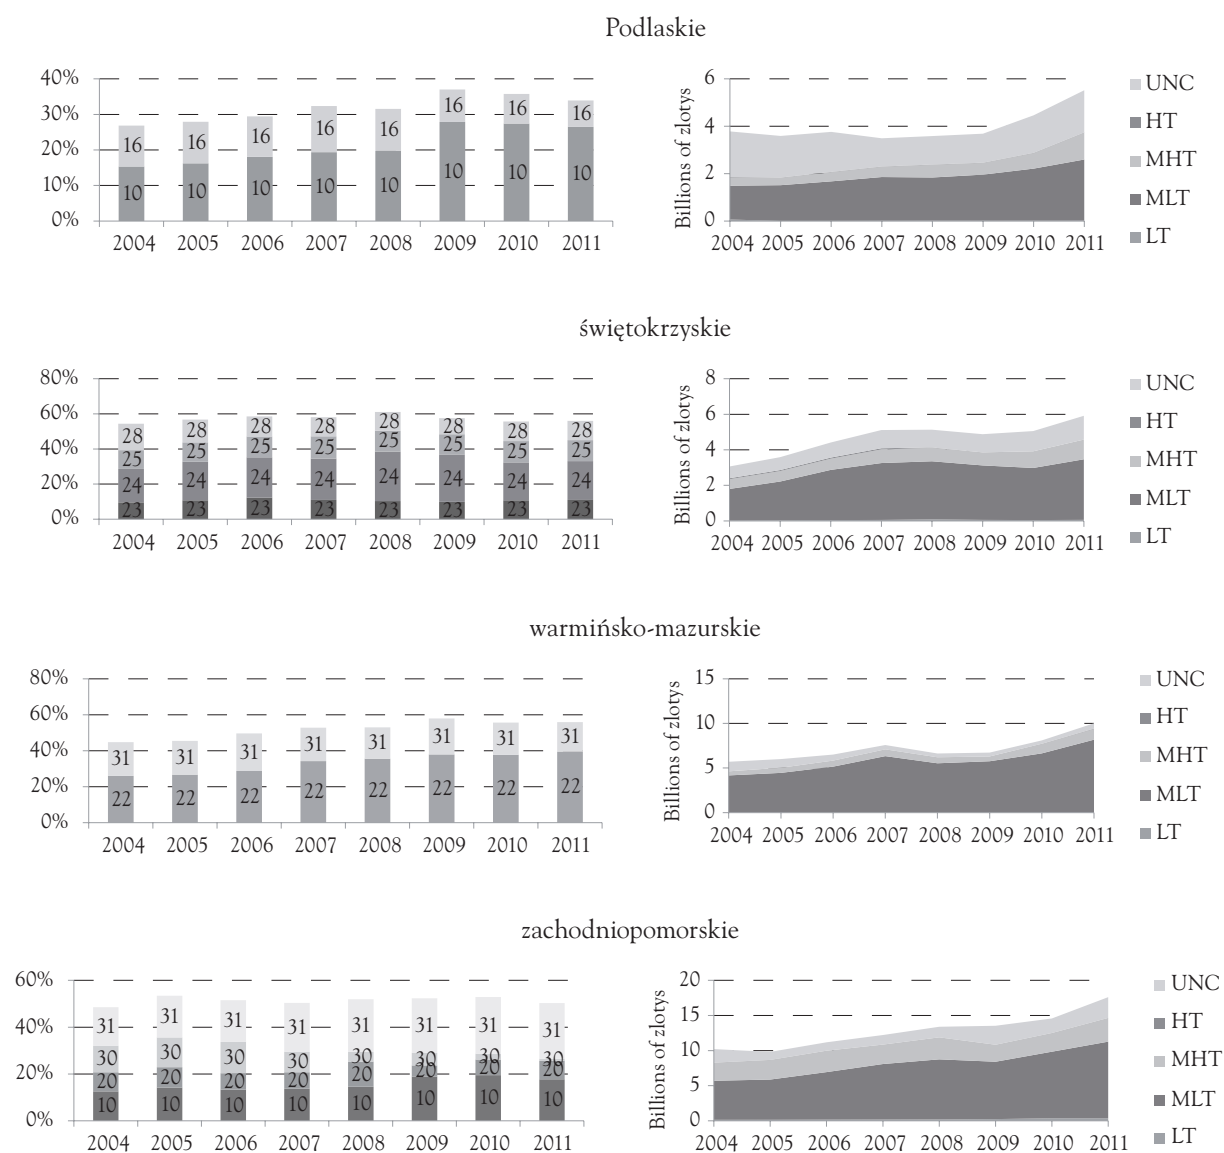 Podlaskie
40%
30%
20%
10%
0%
16 16 16 16 16 16 16 16
10 10 10 10 10 10 10 10
2004 2005 2006 2007 2008 2009 2010 2011
Billions of zlotys
6
4
2
0
2004 2005 2006 2007 2008 2009 2010 2011
UNC
HT
MHT
MLT
LT
świętokrzyskie
80%
60%
40%
20%
0%
28 28 28 28 28 28 28 28
25 25 25 25 25 25 25 25
24 24 24 24 24 24 24 24
23 23 23 23 23 23 23 23
2004 2005 2006 2007 2008 2009 2010 2011
Billions of zlotys
8
6
4
2
0
2004 2005 2006 2007 2008 2009 2010 2011
UNC
HT
MHT
MLT
LT
warmińsko-mazurskie
80%
60%
40%
20%
0%
31 31 31 31 31 31 31 31
22 22 22 22 22 22 22 22
2004 2005 2006 2007 2008 2009 2010 2011
Billions of zlotys
15
10
5
0
2004 2005 2006 2007 2008 2009 2010 2011
UNC
HT
MHT
MLT
LT
zachodniopomorskie
60%
40%
20%
0%
31 31 31 31 31 31 31 31
30 30 30 30 30 30 30 30
20 20 20 20 20 20 20 20
10 10 10 10 10 10 10 10
2004 2005 2006 2007 2008 2009 2010 2011
Billions of zlotys
20
15
10
5
0
2004 2005 2006 2007 2008 2009 2010 2011
UNC
HT
MHT
MLT
LT